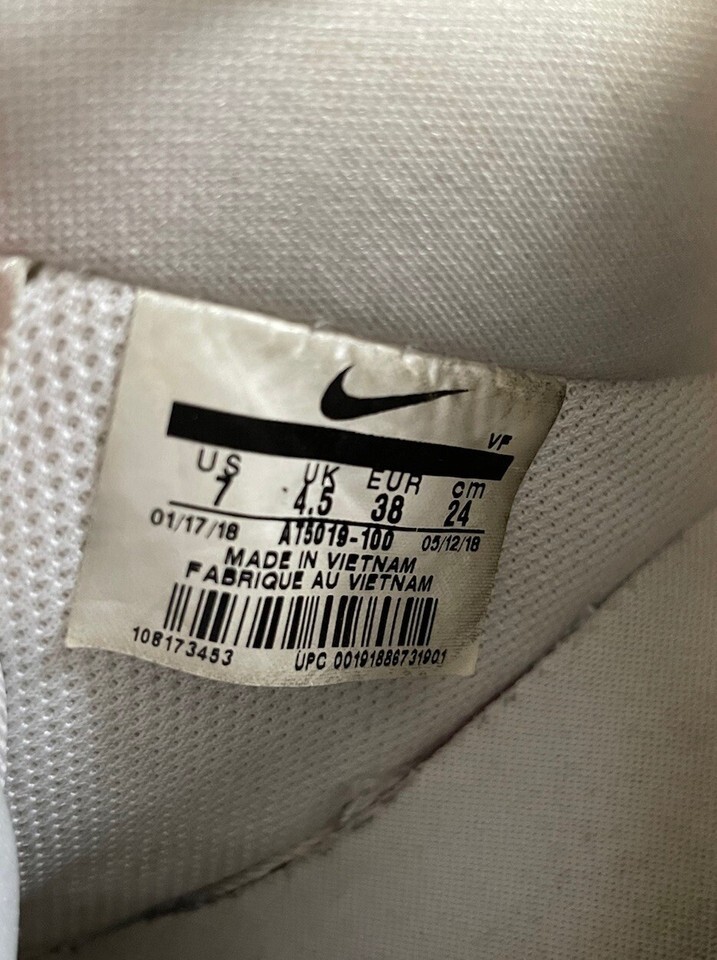 VF
US UK EUR cm
7 4.5 38 24
01/17/18 AT5019-100 05/12/18
MADE IN VIETNAM
FABRIQUE AU VIETNAM
108173453 UPC 00191886731901